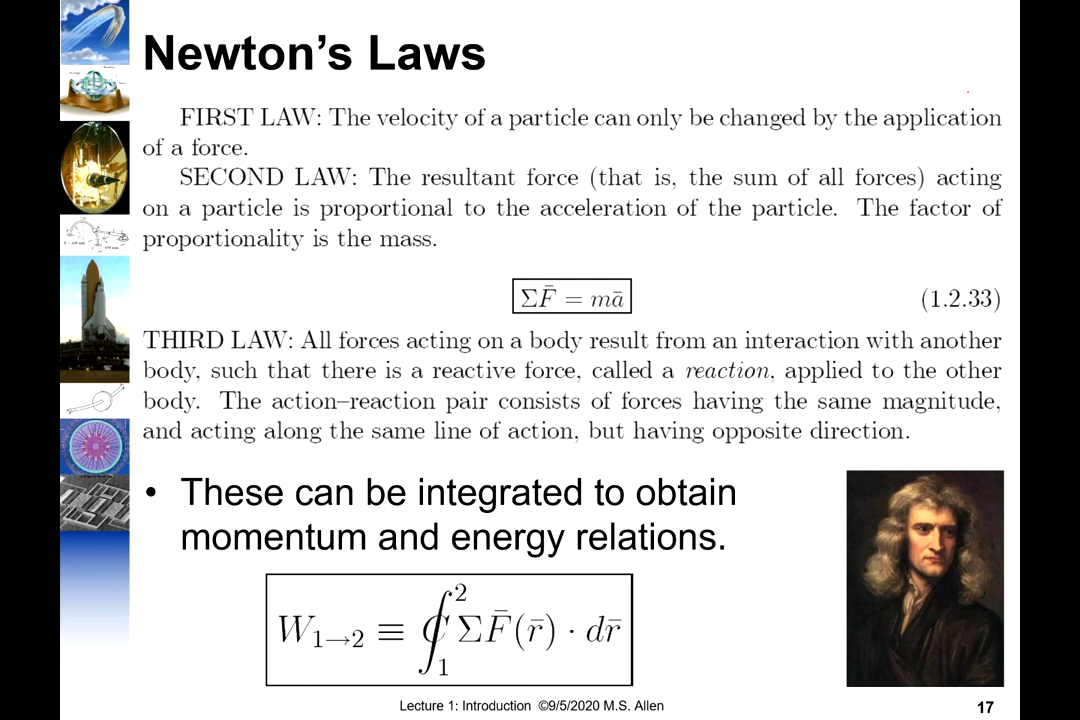 Newton's Laws
FIRST LAW: The velocity of a particle can only be changed by the application
of a force.
SECOND LAW: The resultant force (that is, the sum of all forces) acting
on a particle is proportional to the acceleration of the particle. The factor of
proportionality is the mass.
ΣF̄ = mā (1.2.33)
THIRD LAW: All forces acting on a body result from an interaction with another
body, such that there is a reactive force, called a reaction, applied to the other
body. The action–reaction pair consists of forces having the same magnitude,
and acting along the same line of action, but having opposite direction.
• These can be integrated to obtain
momentum and energy relations.
W₁→₂ ≡ ∮₁² ΣF̄(r̄) · dr̄
Lecture 1: Introduction ©9/5/2020 M.S. Allen
17